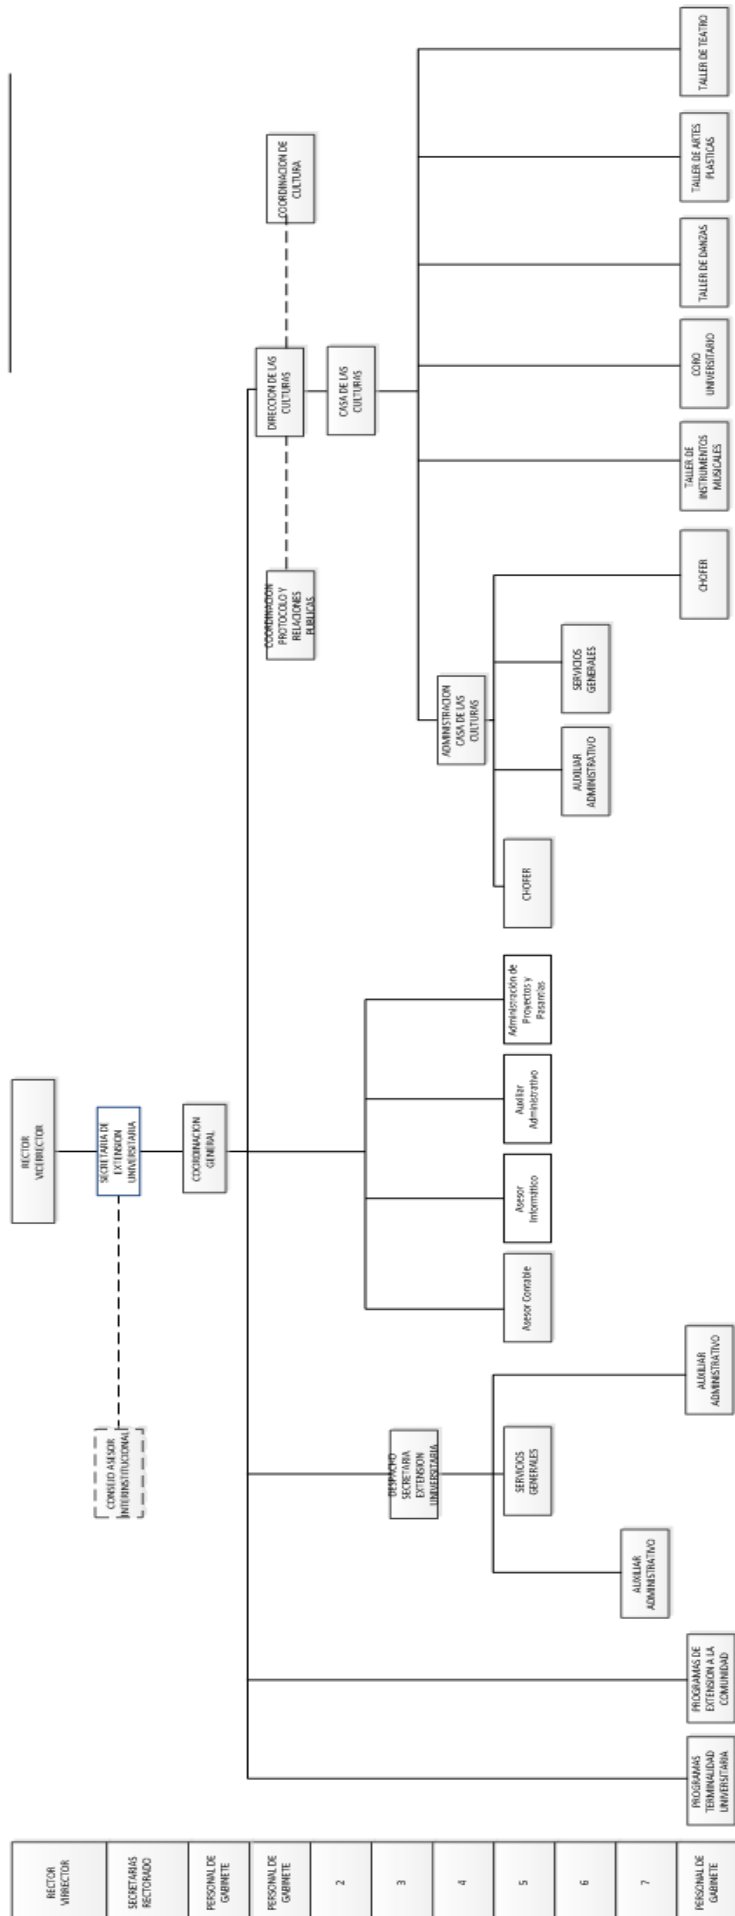 RECTOR
VIRRECTOR
SECRETARIAS
RECTORADO
PERSONAL DE
GABINETE
PERSONAL DE
GABINETE
2
3
4
5
6
7
PERSONAL DE
GABINETE
RECTOR
VICERRECTOR
CONSEJO ASESOR
INTERINSTITUCIONAL
SECRETARIA DE
EXTENSION
UNIVERSITARIA
COORDINACION
GENERAL
COORDINACION
PROTOCOLO Y
RELACIONES
PUBLICAS
DIRECCION DE LAS
CULTURAS
COORDINACION DE
CULTURA
CASA DE LAS
CULTURAS
DESPACHO
SECRETARIA
EXTENSION
UNIVERSITARIA
ADMINISTRACION
CASA DE LAS
CULTURAS
SERVICIOS
GENERALES
Asesor Contable
Asesor
Informático
Auxiliar
Administrativo
Administración de
Proyectos y
Pasantías
CHOFER
AUXILIAR
ADMINISTRATIVO
SERVICIOS
GENERALES
AUXILIAR
ADMINISTRATIVO
PROGRAMAS
TERMINALIDAD
UNIVERSITARIA
PROGRAMAS DE
EXTENSION A LA
COMUNIDAD
AUXILIAR
ADMINISTRATIVO
CHOFER
TALLER DE
INSTRUMENTOS
MUSICALES
CORO
UNIVERSITARIO
TALLER DE DANZAS
TALLER DE ARTES
PLASTICAS
TALLER DE TEATRO